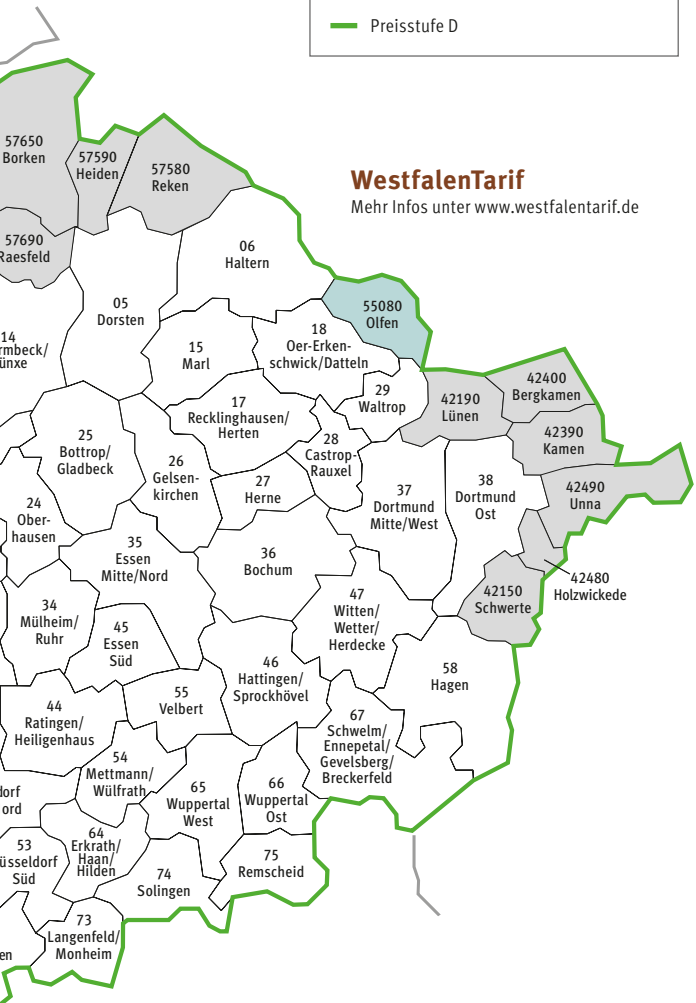 Preisstufe D
WestfalenTarif
Mehr Infos unter www.westfalentarif.de
57650
Borken
57590
Heiden
57580
Reken
57690
Raesfeld
06
Haltern
05
Dorsten
55080
Olfen
14
rmbeck/
ünxe
15
Marl
18
Oer-Erken-
schwick/Datteln
29
Waltrop
42190
Lünen
42400
Bergkamen
42390
Kamen
42490
Unna
17
Recklinghausen/
Herten
28
Castrop-
Rauxel
25
Bottrop/
Gladbeck
26
Gelsen-
kirchen
27
Herne
37
Dortmund
Mitte/West
38
Dortmund
Ost
24
Ober-
hausen
35
Essen
Mitte/Nord
36
Bochum
42480
Holzwickede
42150
Schwerte
34
Mülheim/
Ruhr
45
Essen
Süd
47
Witten/
Wetter/
Herdecke
46
Hattingen/
Sprockhövel
58
Hagen
44
Ratingen/
Heiligenhaus
55
Velbert
67
Schwelm/
Ennepetal/
Gevelsberg/
Breckerfeld
54
Mettmann/
Wülfrath
65
Wuppertal
West
66
Wuppertal
Ost
dorf
ord
53
üsseldorf
Süd
64
Erkrath/
Haan/
Hilden
74
Solingen
75
Remscheid
73
Langenfeld/
Monheim
en